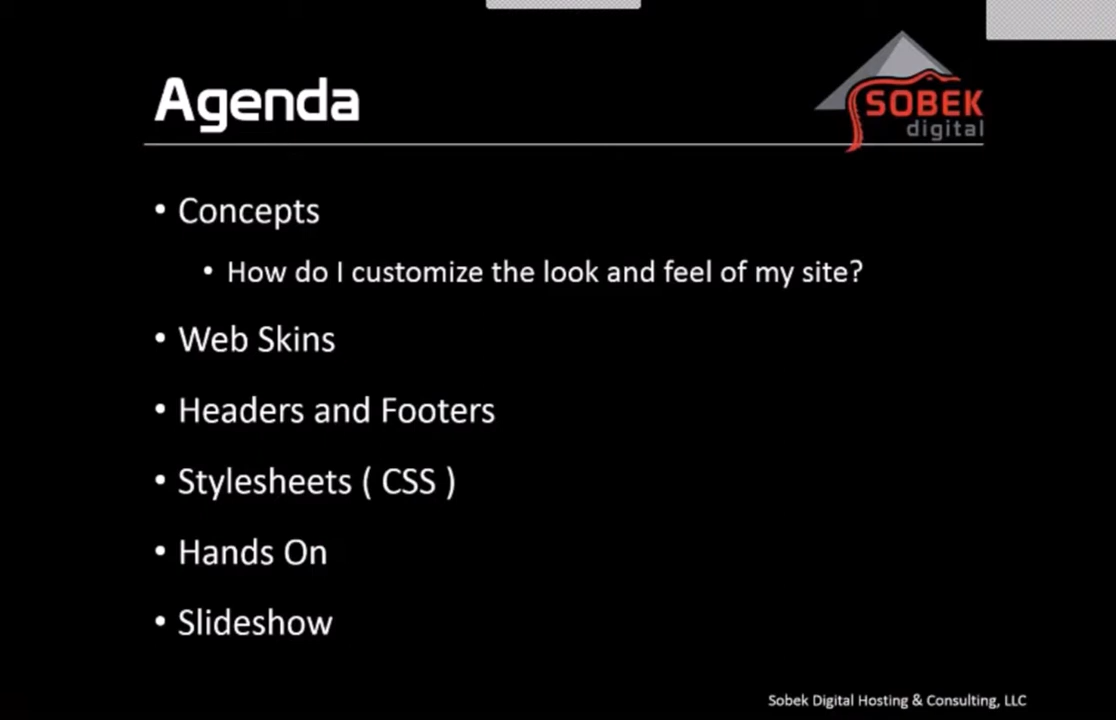 Agenda
SOBEK
digital
• Concepts
• How do I customize the look and feel of my site?
• Web Skins
• Headers and Footers
• Stylesheets ( CSS )
• Hands On
• Slideshow
Sobek Digital Hosting & Consulting, LLC